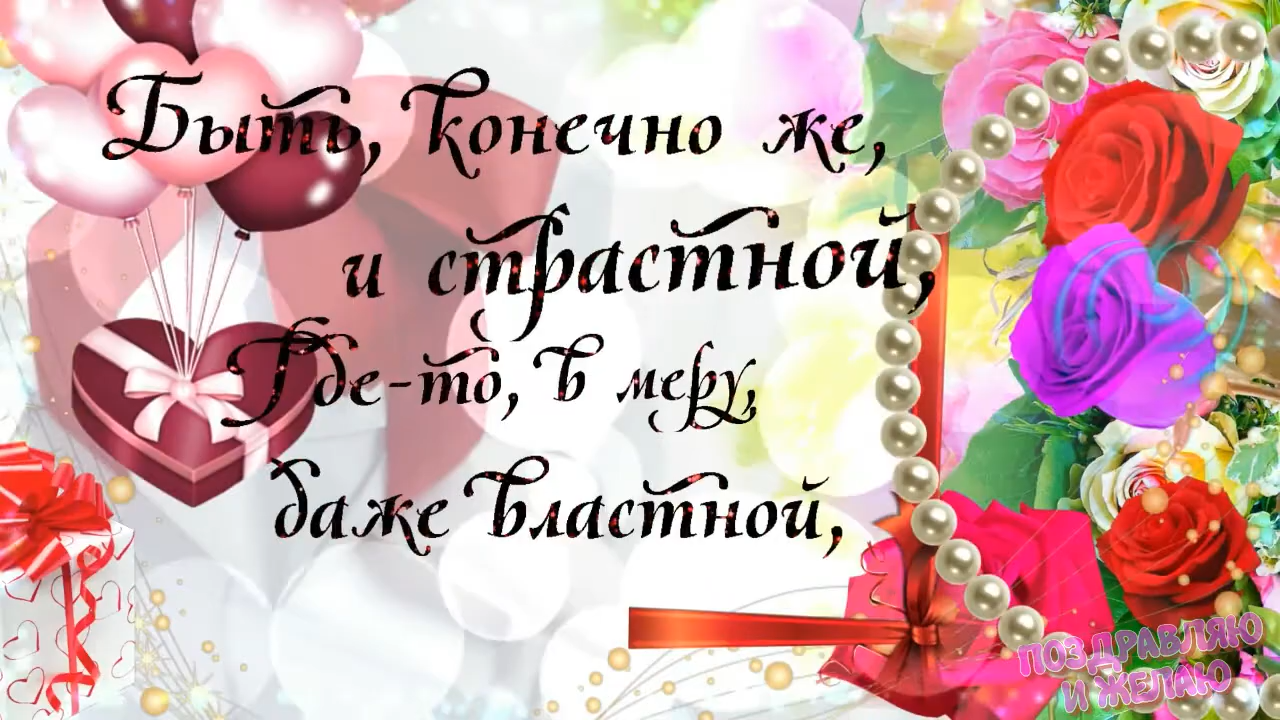 Быть, конечно же,
и страстной,
Где-то, в меру,
даже властной,
ПОЗДРАВЛЯЮ
И ЖЕЛАЮ